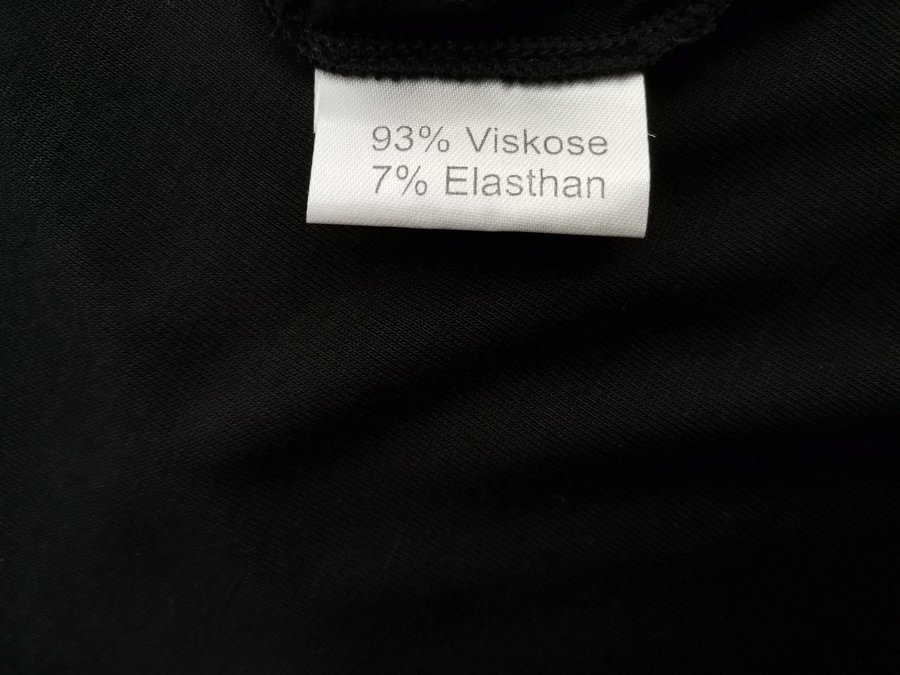 93% Viskose
7% Elasthan